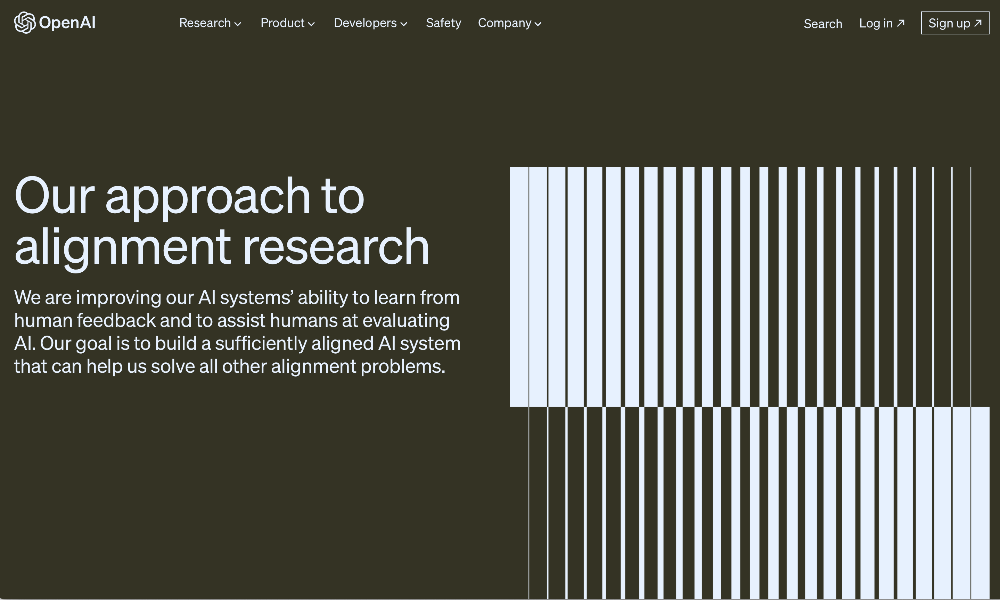 OpenAI
Research
Product
Developers
Safety
Company
Search
Log in ↗
Sign up ↗
Our approach to
alignment research
We are improving our AI systems’ ability to learn from
human feedback and to assist humans at evaluating
AI. Our goal is to build a sufficiently aligned AI system
that can help us solve all other alignment problems.